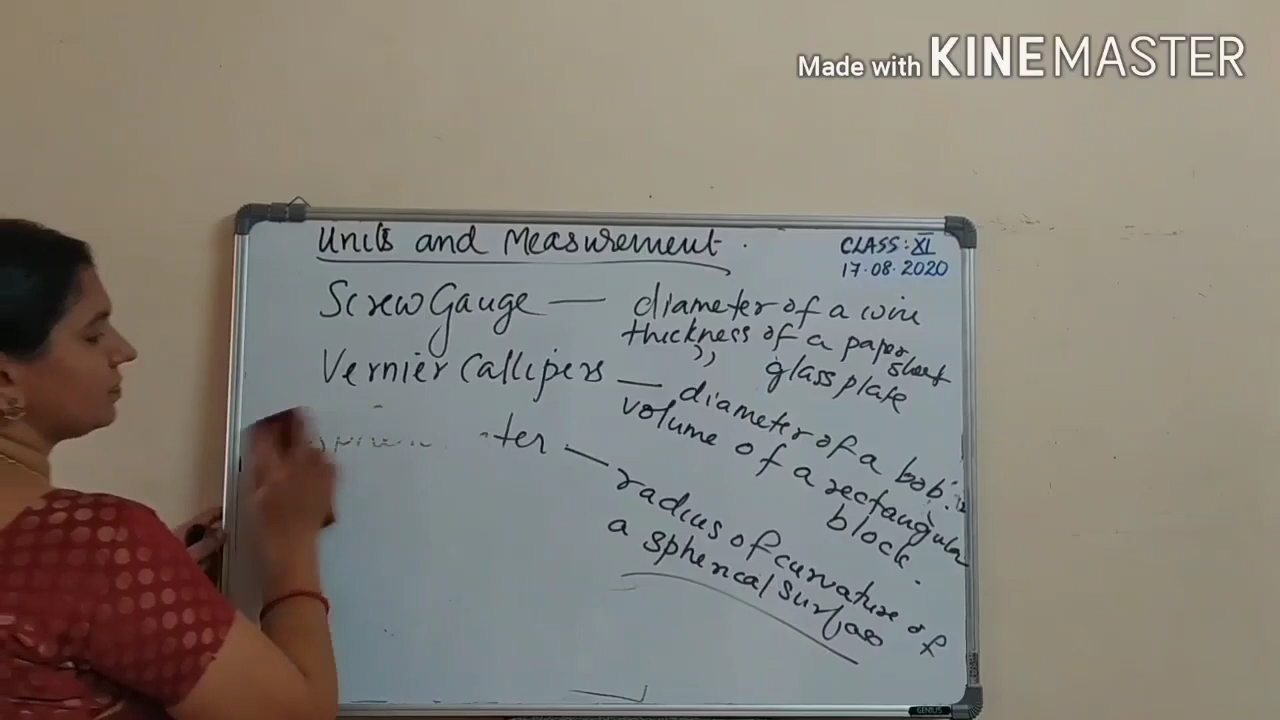 Made with KINEMASTER
Units and Measurement.
CLASS: XI
17.08.2020
Screw Gauge — diameter of a wire
thickness of a paper sheet
,, glass plate
Vernier Callipers — diameter of a bob.
volume of a rectangular
block.
ter — radius of curvature of
a spherical surface
GENIUS